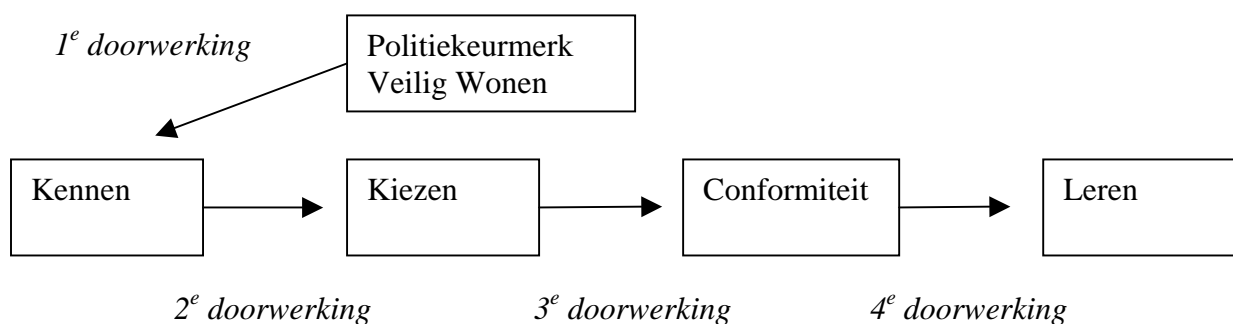 1e doorwerking
Politiekeurmerk
Veilig Wonen
Kennen
Kiezen
Conformiteit
Leren
2e doorwerking
3e doorwerking
4e doorwerking